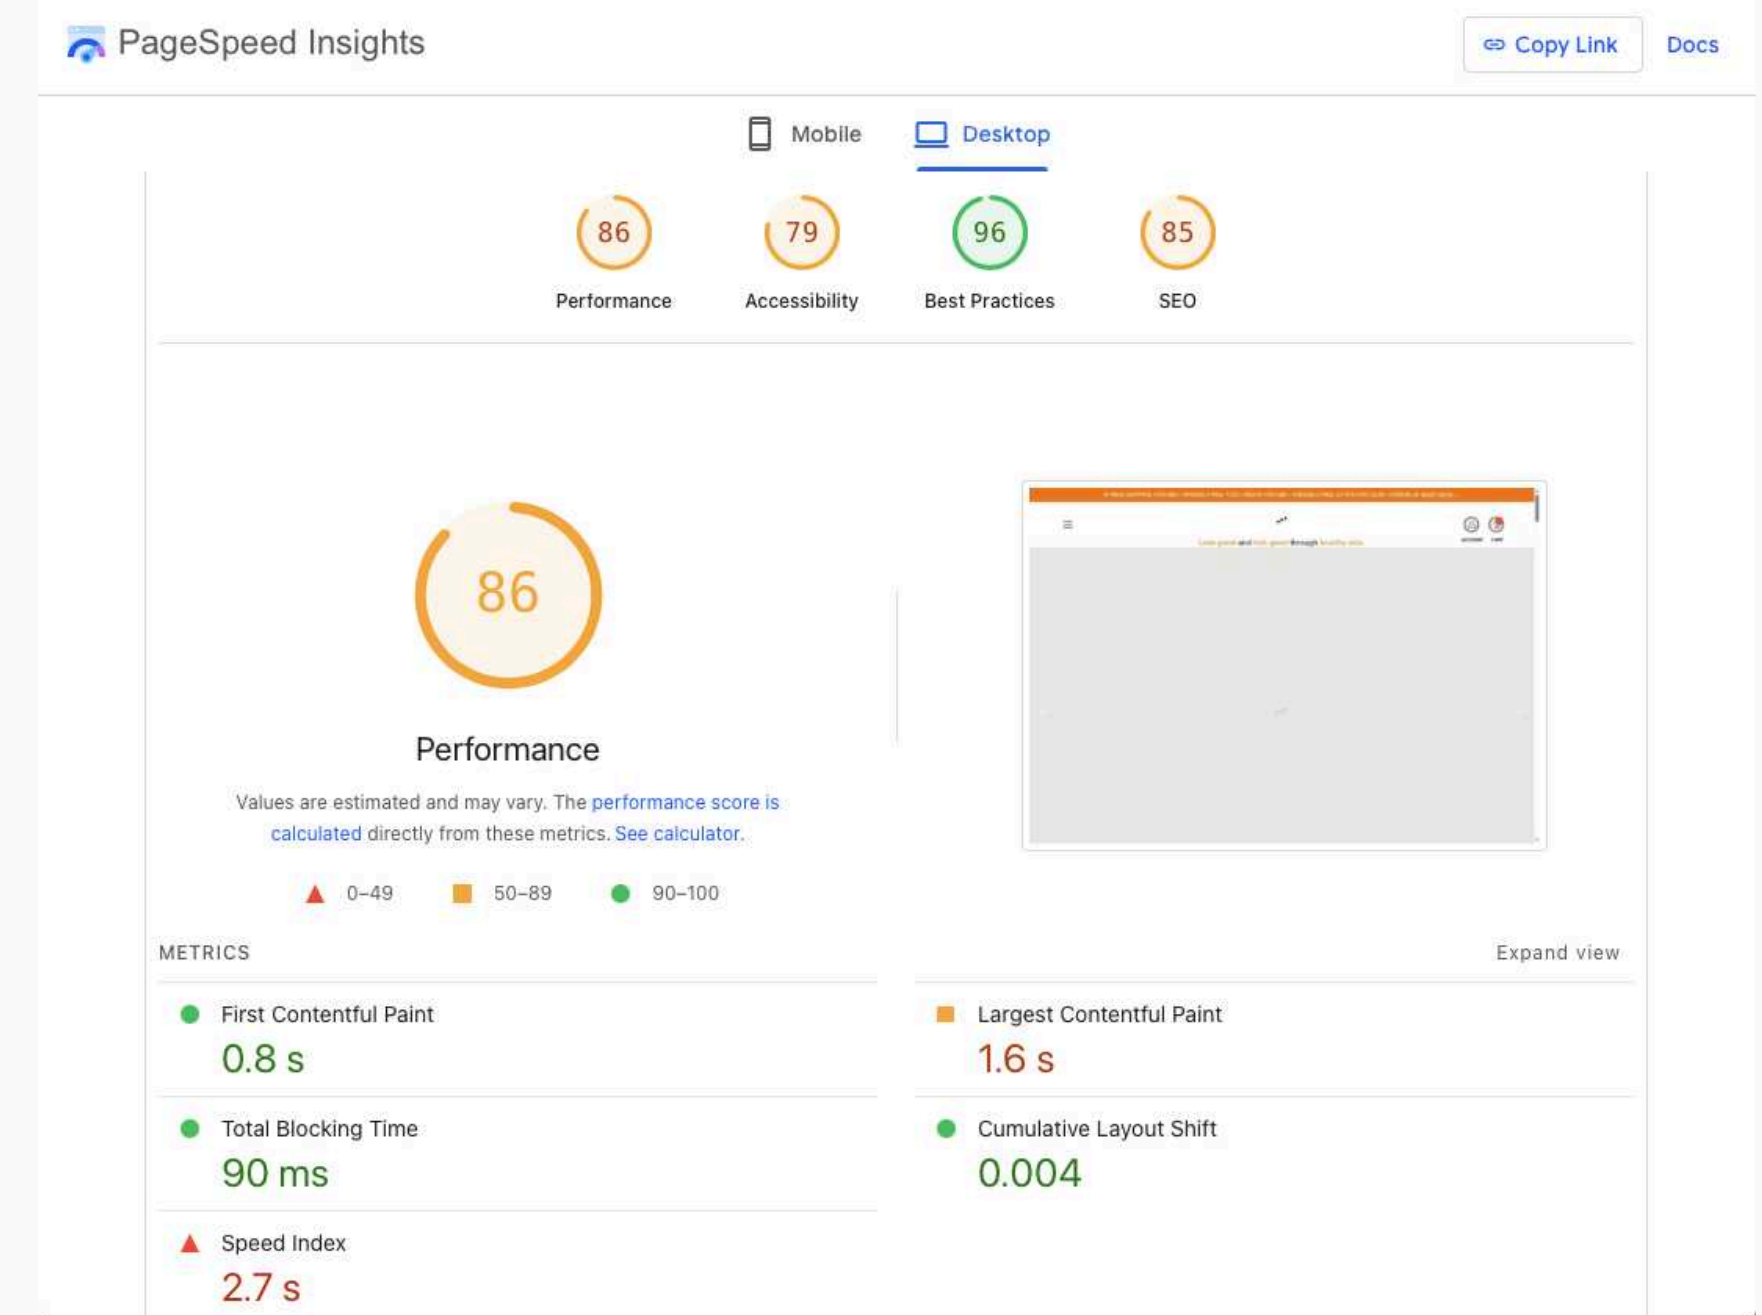 PageSpeed Insights
Copy Link
Docs
Mobile
Desktop
86
79
96
85
Performance
Accessibility
Best Practices
SEO
86
Performance
Values are estimated and may vary. The performance score is
calculated directly from these metrics. See calculator.
0–49
50–89
90–100
METRICS
Expand view
First Contentful Paint
0.8 s
Largest Contentful Paint
1.6 s
Total Blocking Time
90 ms
Cumulative Layout Shift
0.004
Speed Index
2.7 s